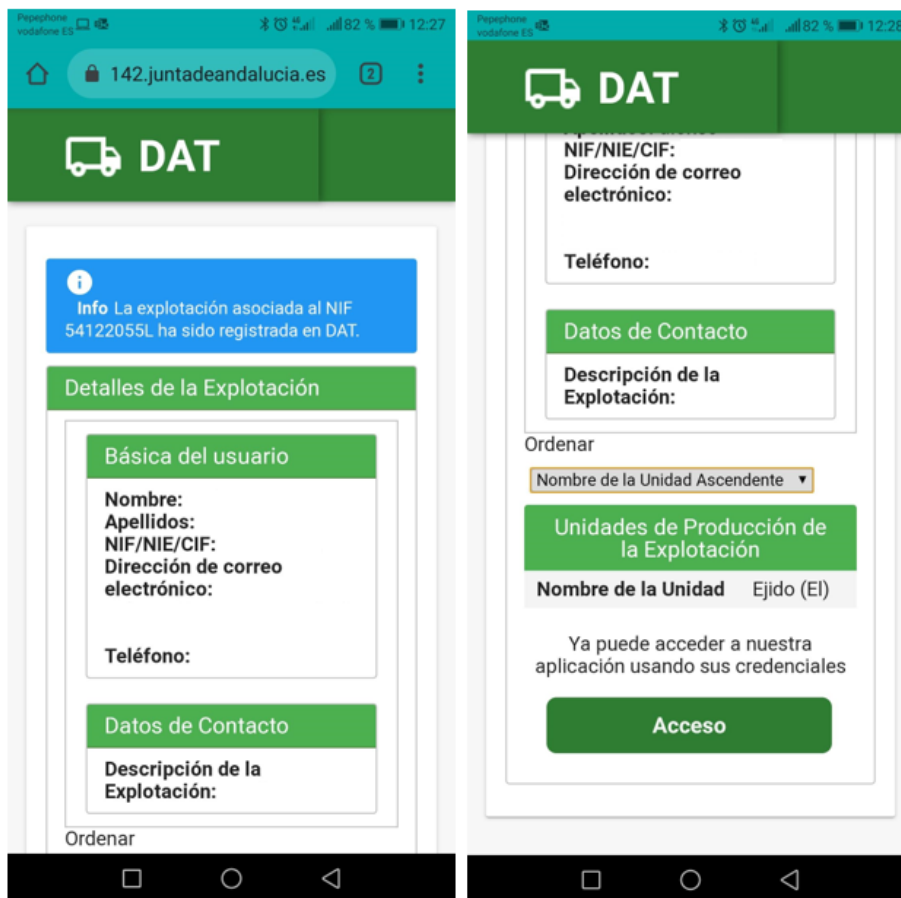 Pepephone
vodafone ES
82 % 12:27
142.juntadeandalucia.es
2
DAT
Info La explotación asociada al NIF
54122055L ha sido registrada en DAT.
Detalles de la Explotación
Básica del usuario
Nombre:
Apellidos:
NIF/NIE/CIF:
Dirección de correo
electrónico:
Teléfono:
Datos de Contacto
Descripción de la
Explotación:
Ordenar
Pepephone
vodafone ES
82 % 12:28
DAT
NIF/NIE/CIF:
Dirección de correo
electrónico:
Teléfono:
Datos de Contacto
Descripción de la
Explotación:
Ordenar
Nombre de la Unidad Ascendente
Unidades de Producción de
la Explotación
Nombre de la Unidad Ejido (El)
Ya puede acceder a nuestra
aplicación usando sus credenciales
Acceso